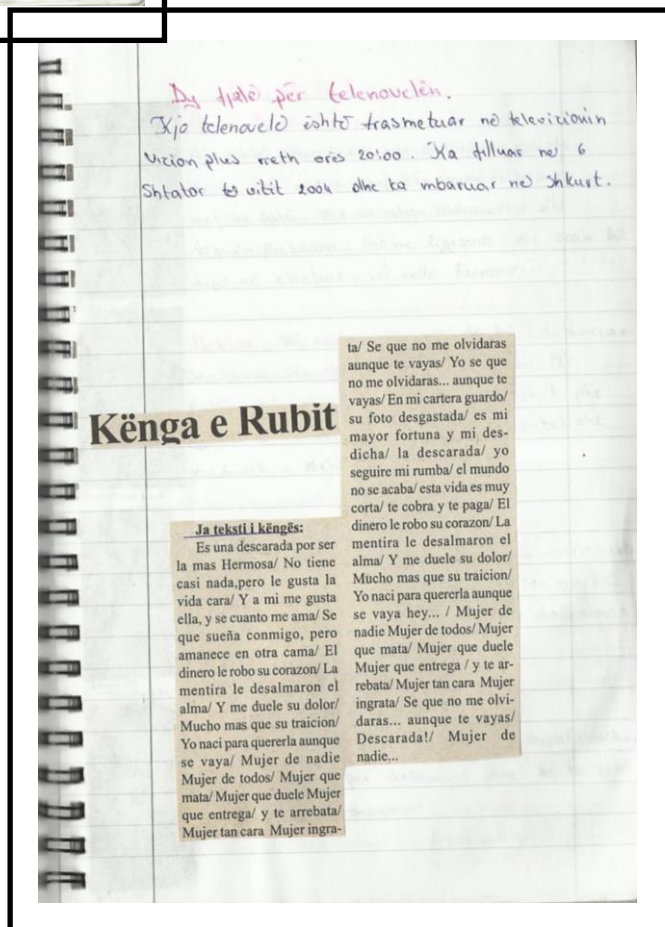 Dy fjalë për telenovelën.
Kjo telenovelë është trasmetuar në televizionin
Vizion plus rreth orës 20:00. Ka filluar në 6
Shtator të vitit 2004 dhe ka mbaruar në Shkurt.
Kënga e Rubit
Ja teksti i këngës:
Es una descarada por ser
la mas Hermosa/ No tiene
casi nada,pero le gusta la
vida cara/ Y a mi me gusta
ella, y se cuanto me ama/ Se
que sueña conmigo, pero
amanece en otra cama/ El
dinero le robo su corazon/ La
mentira le desalmaron el
alma/ Y me duele su dolor/
Mucho mas que su traicion/
Yo naci para quererla aunque
se vaya/ Mujer de nadie
Mujer de todos/ Mujer que
mata/ Mujer que duele Mujer
que entrega/ y te arrebata/
Mujer tan cara Mujer ingra-
ta/ Se que no me olvidaras
aunque te vayas/ Yo se que
no me olvidaras... aunque te
vayas/ En mi cartera guardo/
su foto desgastada/ es mi
mayor fortuna y mi des-
dicha/ la descarada/ yo
seguire mi rumba/ el mundo
no se acaba/ esta vida es muy
corta/ te cobra y te paga/ El
dinero le robo su corazon/ La
mentira le desalmaron el
alma/ Y me duele su dolor/
Mucho mas que su traicion/
Yo naci para quererla aunque
se vaya hey... / Mujer de
nadie Mujer de todos/ Mujer
que mata/ Mujer que duele
Mujer que entrega / y te ar-
rebata/ Mujer tan cara Mujer
ingrata/ Se que no me olvi-
daras... aunque te vayas/
Descarada!/ Mujer de
nadie...